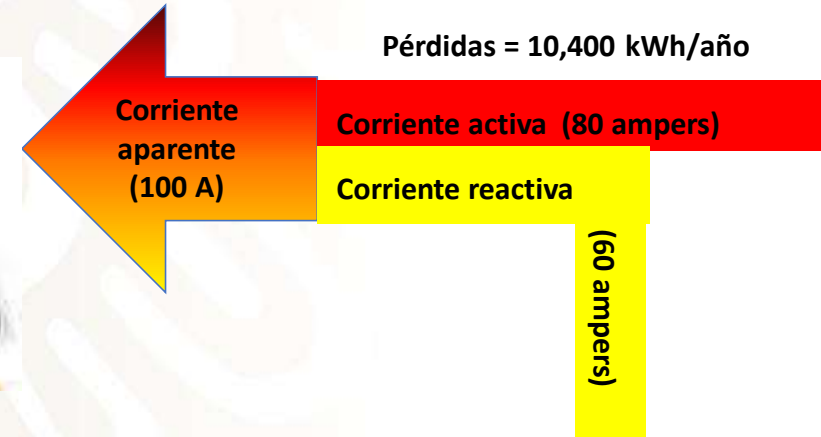 Pérdidas = 10,400 kWh/año
Corriente
aparente
(100 A)
Corriente activa (80 ampers)
Corriente reactiva
(60 ampers)